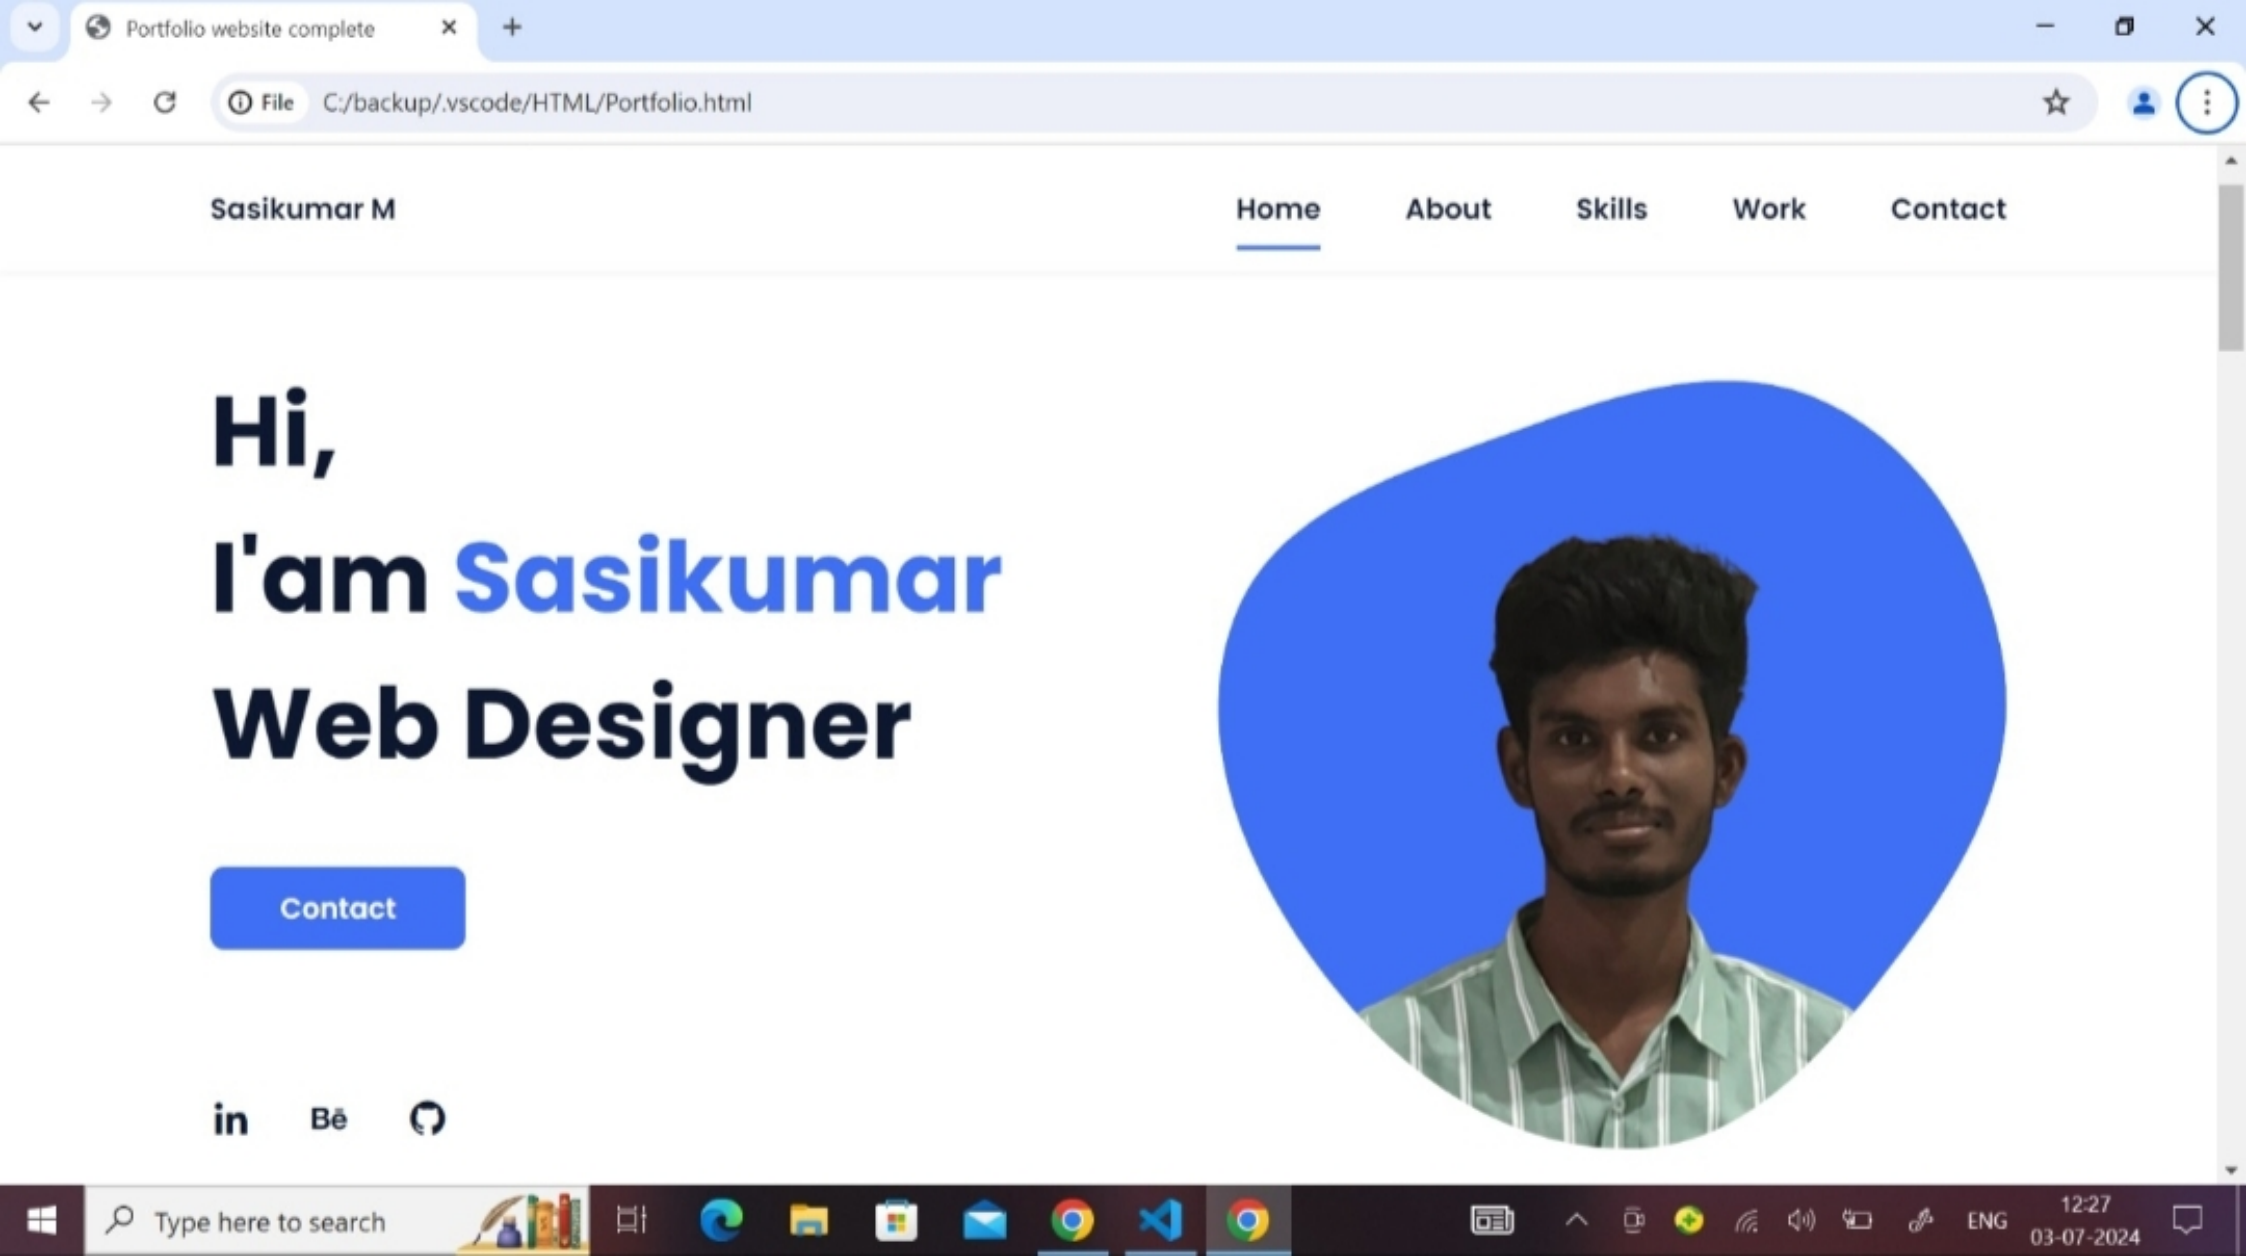 Portfolio website complete
File C:/backup/.vscode/HTML/Portfolio.html
Sasikumar M Home About Skills Work Contact
Hi,
I'am Sasikumar
Web Designer
Contact
in Bē
Type here to search
ENG
12:27
03-07-2024